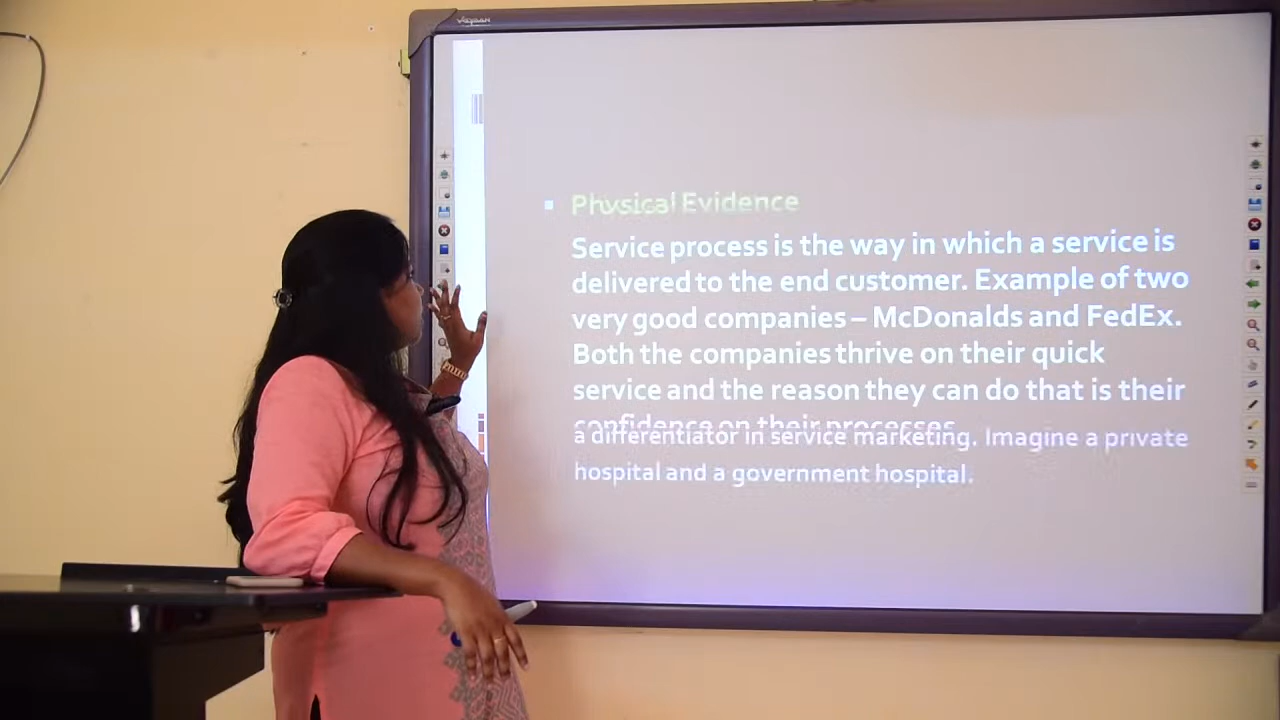 Physical Evidence
Service process is the way in which a service is
delivered to the end customer. Example of two
very good companies – McDonalds and FedEx.
Both the companies thrive on their quick
service and the reason they can do that is their
confidence on their processes.
a differentiator in service marketing. Imagine a private
hospital and a government hospital.